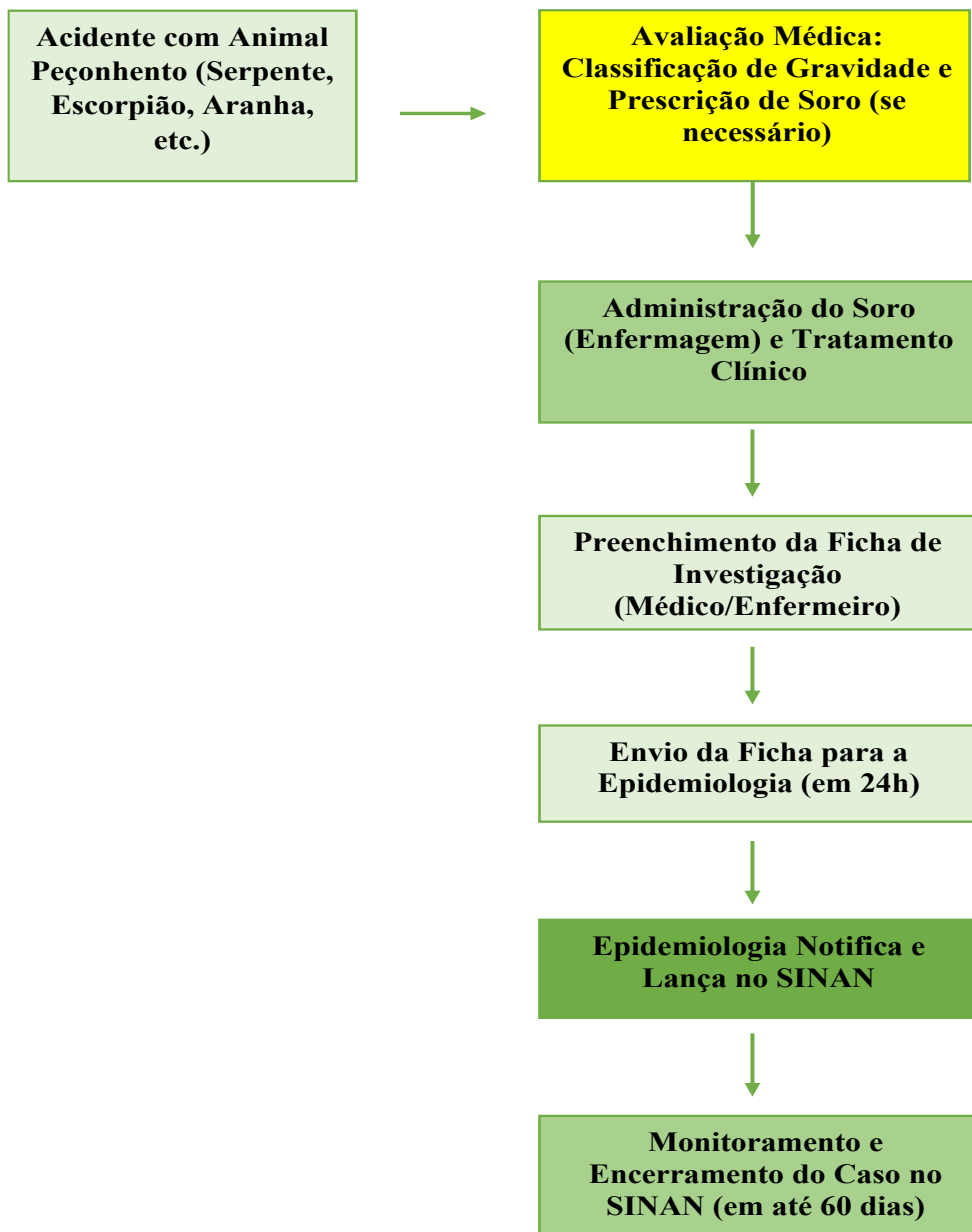 Acidente com Animal
Peçonhento (Serpente,
Escorpião, Aranha,
etc.)
Avaliação Médica:
Classificação de Gravidade e
Prescrição de Soro (se
necessário)
Administração do Soro
(Enfermagem) e Tratamento
Clínico
Preenchimento da Ficha de
Investigação
(Médico/Enfermeiro)
Envio da Ficha para a
Epidemiologia (em 24h)
Epidemiologia Notifica e
Lança no SINAN
Monitoramento e
Encerramento do Caso no
SINAN (em até 60 dias)